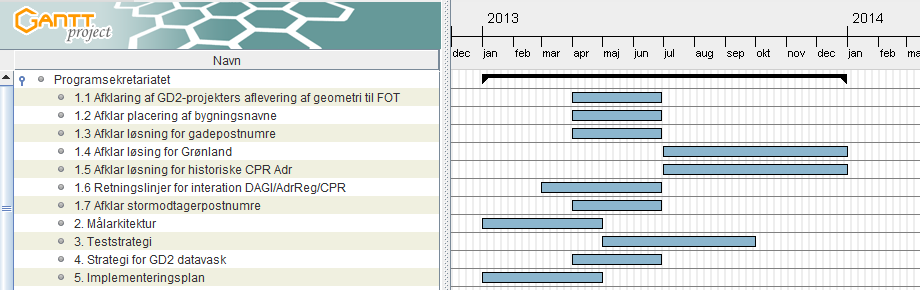 GANTT
project
2013
2014
dec jan feb mar apr maj jun jul aug sep okt nov dec jan feb ma
Navn
Programsekretariatet
1.1 Afklaring af GD2-projekters aflevering af geometri til FOT
1.2 Afklar placering af bygningsnavne
1.3 Afklar løsning for gadepostnumre
1.4 Afklar løsing for Grønland
1.5 Afklar løsning for historiske CPR Adr
1.6 Retningslinjer for interation DAGI/AdrReg/CPR
1.7 Afklar stormodtagerpostnumre
2. Målarkitektur
3. Teststrategi
4. Strategi for GD2 datavask
5. Implementeringsplan